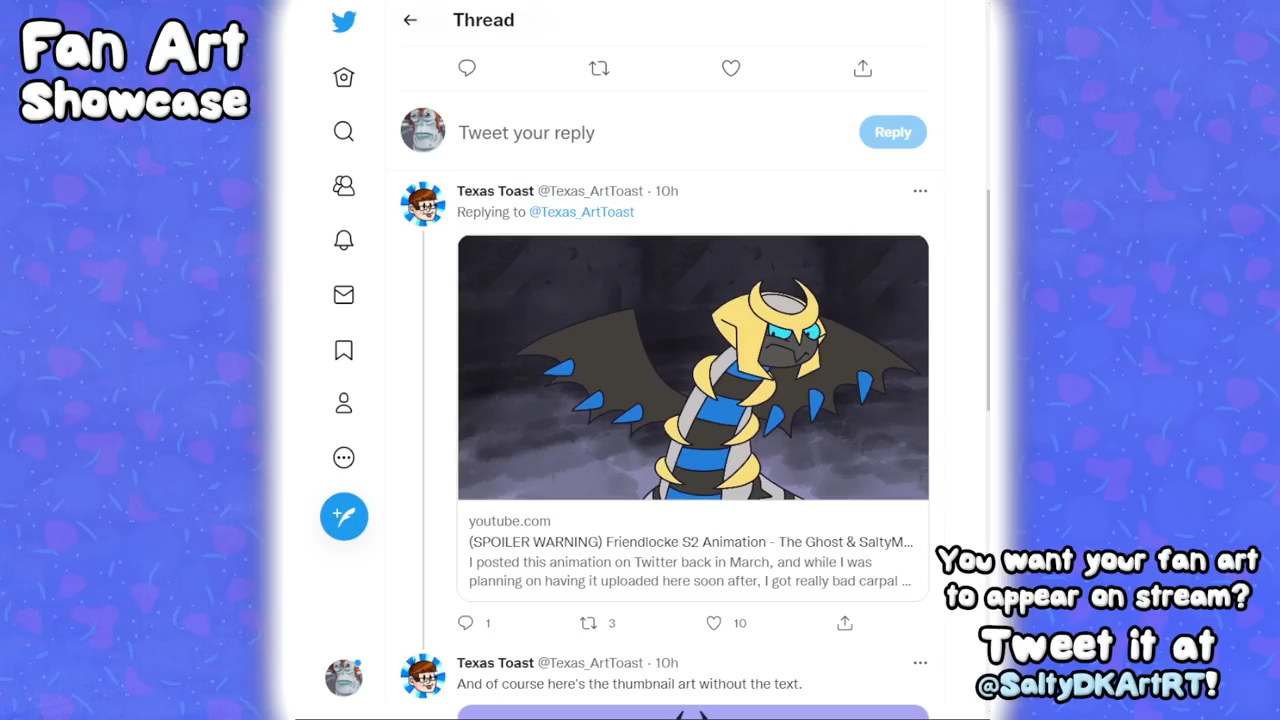 Fan Art
Showcase
Thread
Tweet your reply
Reply
Texas Toast @Texas_ArtToast · 10h
Replying to @Texas_ArtToast
youtube.com
(SPOILER WARNING) Friendlocke S2 Animation - The Ghost & SaltyM...
I posted this animation on Twitter back in March, and while I was
planning on having it uploaded here soon after, I got really bad carpal ...
1
3
10
Texas Toast @Texas_ArtToast · 10h
And of course here's the thumbnail art without the text.
You want your fan art
to appear on stream?
Tweet it at
@SaltyDKArtRT!